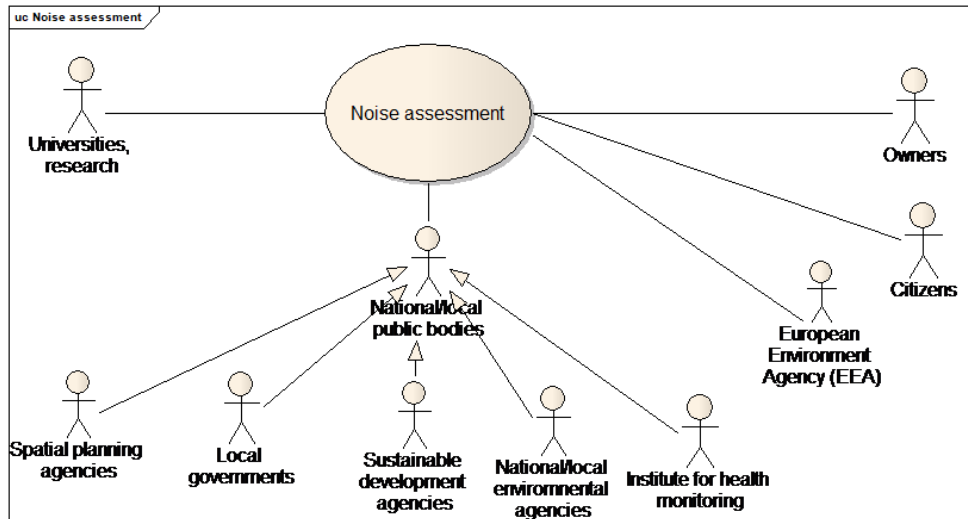 uc Noise assessment
Noise assessment
Universities,
research
Owners
Citizens
National/local
public bodies
European
Environment
Agency (EEA)
Spatial planning
agencies
Local
governments
Sustainable
development
agencies
National/local
enviromnental
agencies
Institute for health
monitoring